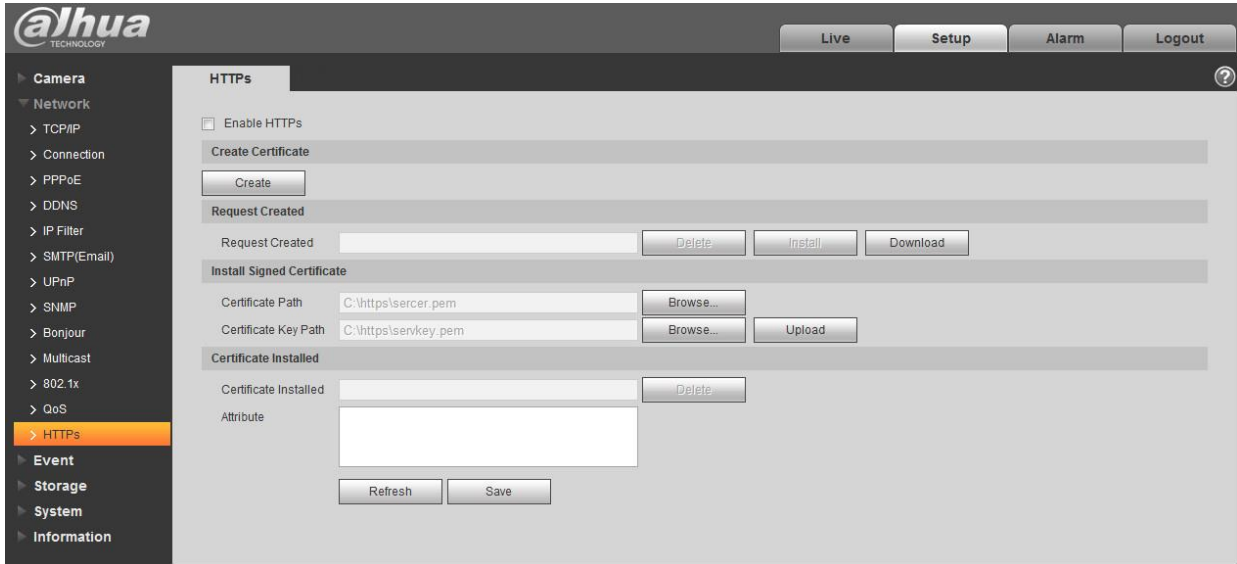 alhua
TECHNOLOGY
Live Setup Alarm Logout
Camera
Network
TCP/IP
Connection
PPPoE
DDNS
IP Filter
SMTP(Email)
UPnP
SNMP
Bonjour
Multicast
802.1x
QoS
HTTPs
Event
Storage
System
Information
HTTPs
?
Enable HTTPs
Create Certificate
Create
Request Created
Request Created Delete Install Download
Install Signed Certificate
Certificate Path C:\https\sercer.pem Browse...
Certificate Key Path C:\https\servkey.pem Browse... Upload
Certificate Installed
Certificate Installed Delete
Attribute
Refresh Save